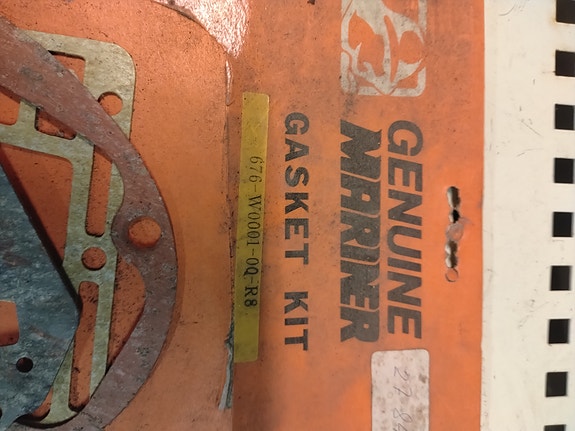 GENUINE
MARINER
GASKET KIT
676-W0001-0Q-R8